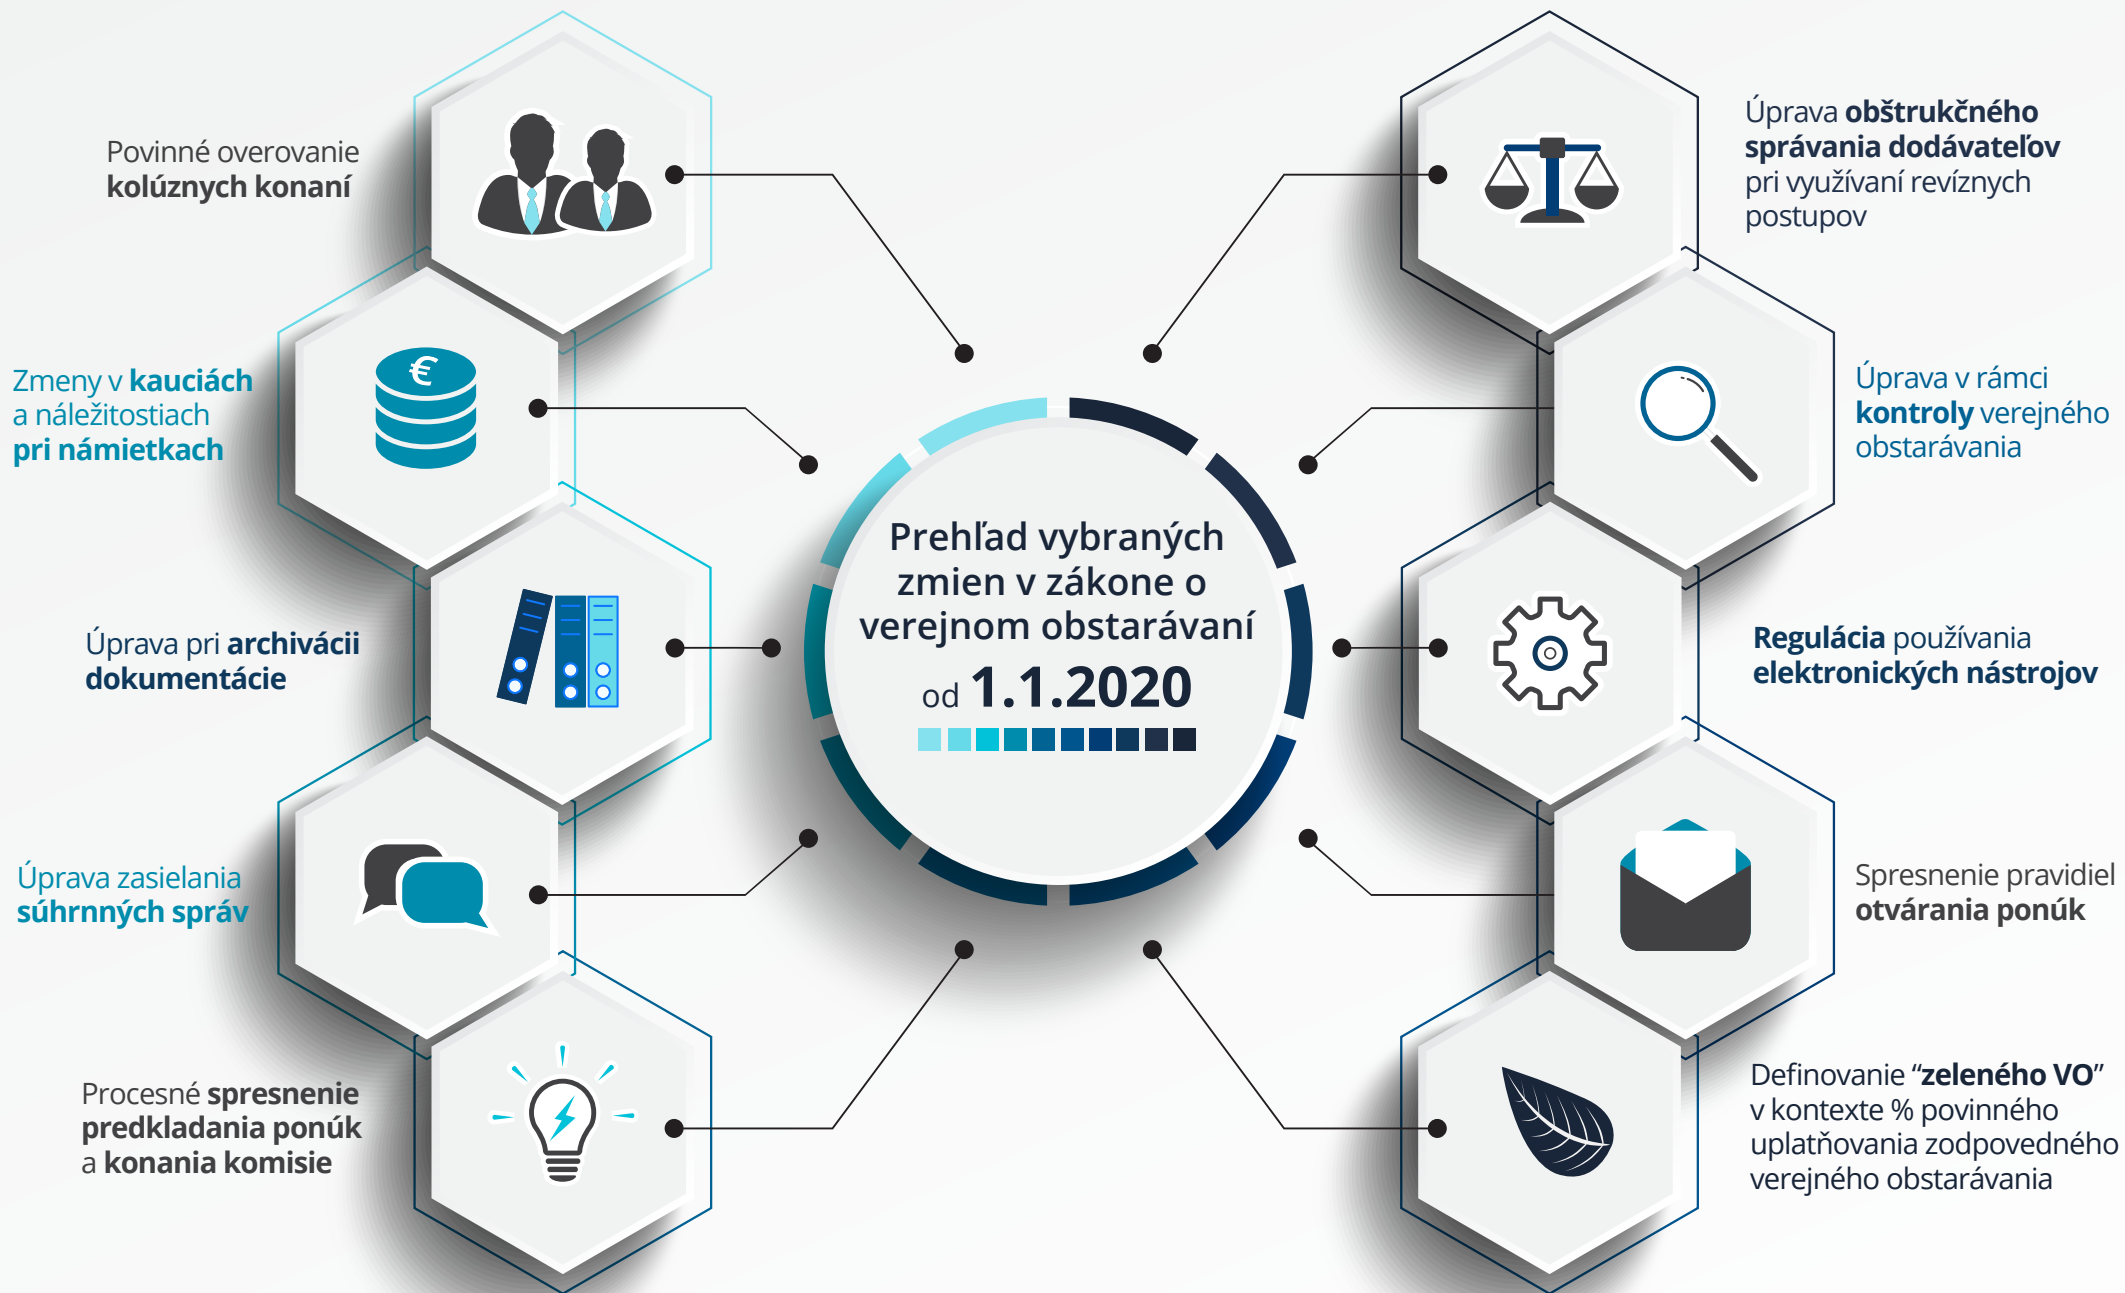 Povinné overovanie
kolúznych konaní
Zmeny v kauciách
a náležitostiach
pri námietkach
€
Úprava pri archivácii
dokumentácie
Úprava zasielania
súhrnných správ
Procesné spresnenie
predkladania ponúk
a konania komisie
Prehľad vybraných
zmien v zákone o
verejnom obstarávaní
od 1.1.2020
Úprava obštrukčného
správania dodávateľov
pri využívaní revíznych
postupov
Úprava v rámci
kontroly verejného
obstarávania
Regulácia používania
elektronických nástrojov
Spresnenie pravidiel
otvárania ponúk
Definovanie “zeleného VO”
v kontexte % povinného
uplatňovania zodpovedného
verejného obstarávania